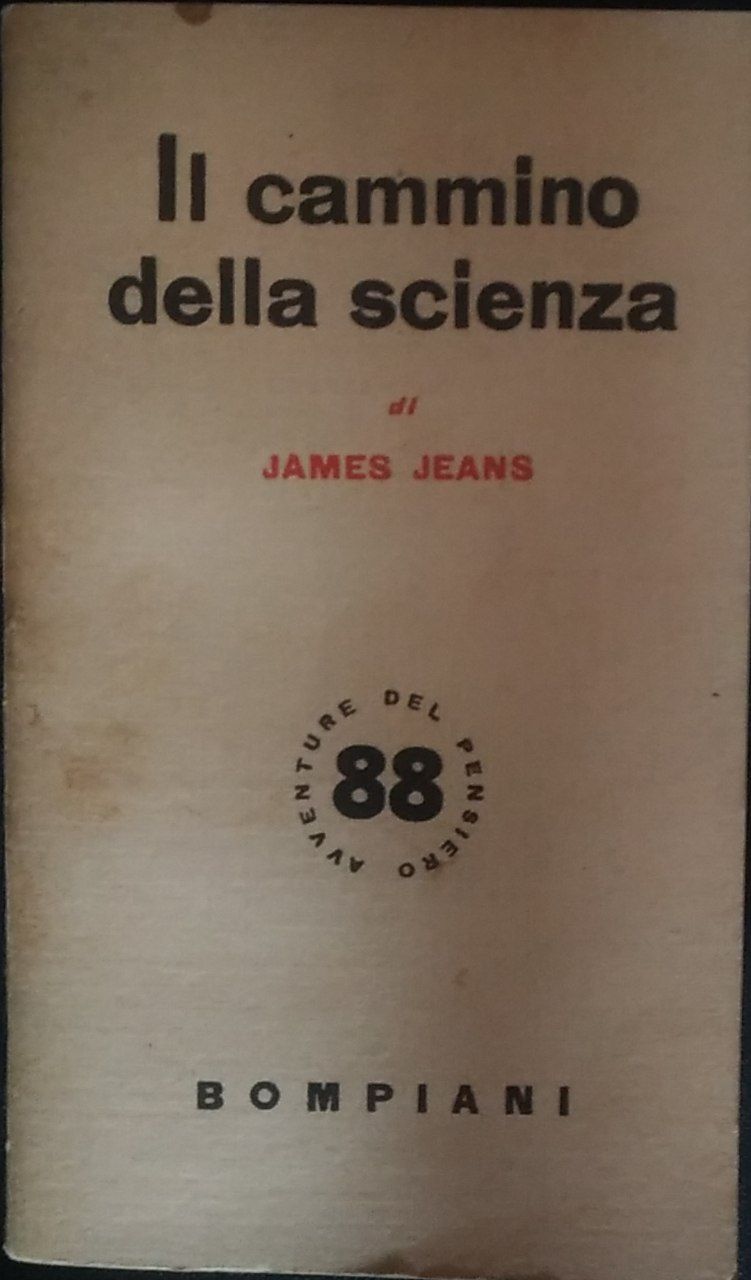 Il cammino
della scienza
di
JAMES JEANS
AVVENTURE DEL PENSIERO
88
BOMPIANI